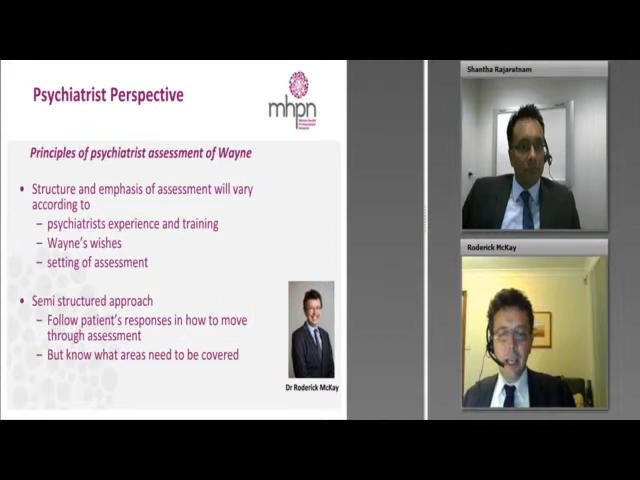 Psychiatrist Perspective
mhpn
Principles of psychiatrist assessment of Wayne
• Structure and emphasis of assessment will vary
according to
– psychiatrists experience and training
– Wayne's wishes
– setting of assessment
• Semi structured approach
– Follow patient's responses in how to move
through assessment
– But know what areas need to be covered
Dr Roderick McKay
Shantha Rajaratnam
Roderick McKay